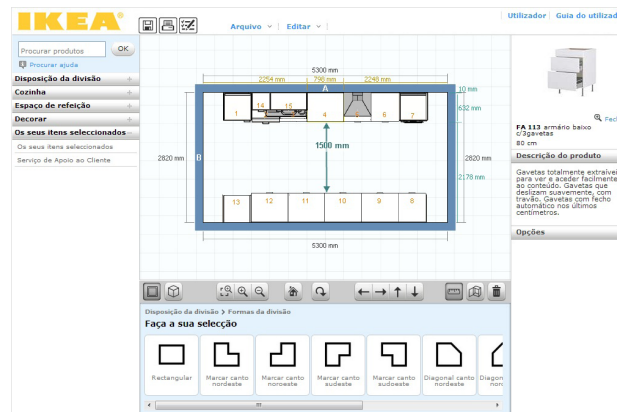 IKEA®
Arquivo
Editar
Utilizador
Guia do utilizad
Procurar produtos
OK
Procurar ajuda
Disposição da divisão
Cozinha
Espaço de refeição
Decorar
Os seus itens seleccionados
Os seus itens seleccionados
Serviço de Apoio ao Cliente
5300 mm
2254 mm
798 mm
2248 mm
A
10 mm
632 mm
1
14
15
4
6
7
1500 mm
2820 mm
B
2820 mm
2178 mm
13
12
11
10
9
8
5300 mm
Fec
FA 113 armário baixo
c/3gavetas
80 cm
Descrição do produto
Gavetas totalmente extraívei
para ver e aceder facilmente
ao conteúdo. Gavetas que
deslizam suavemente, com
travão. Gavetas com fecho
automático nos últimos
centímetros.
Opções
Disposição da divisão > Formas da divisão
Faça a sua selecção
Rectangular
Marcar canto
nordeste
Marcar canto
noroeste
Marcar canto
sudeste
Marcar canto
sudoeste
Diagonal canto
nordeste
Diagon